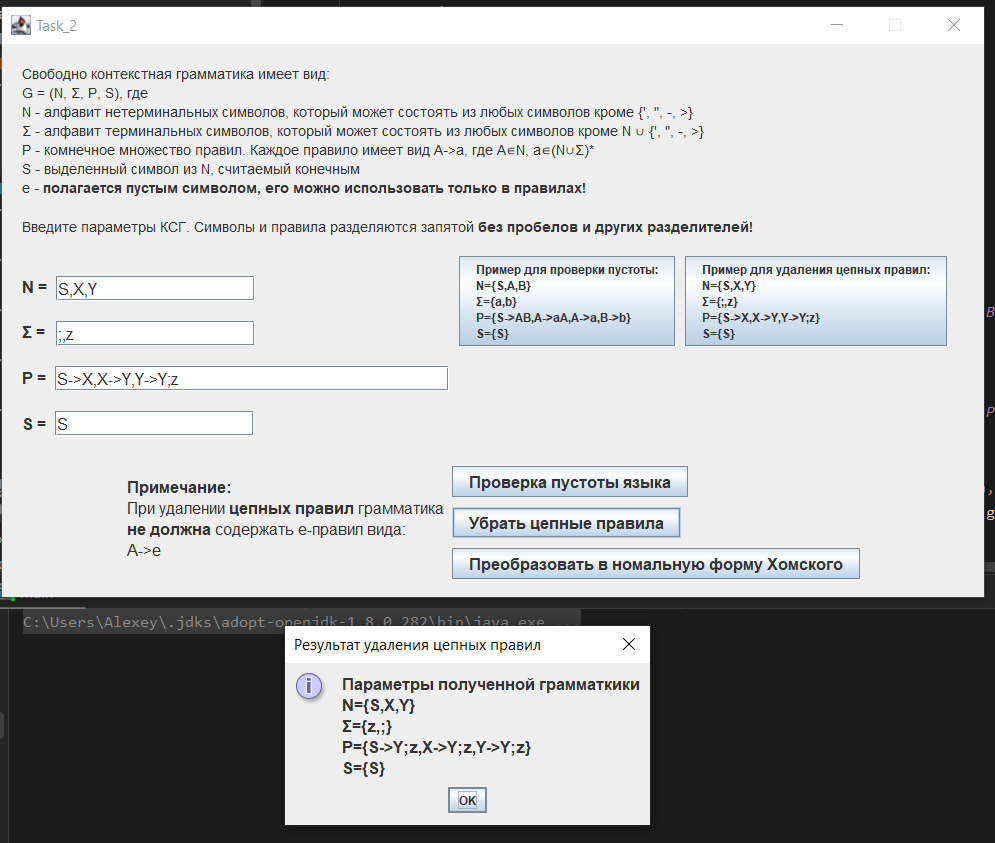 Task_2
Свободно контекстная грамматика имеет вид:
G = (N, Σ, P, S), где
N - алфавит нетерминальных символов, который может состоять из любых символов кроме {', ", -, >}
Σ - алфавит терминальных символов, который может состоять из любых символов кроме N ∪ {', ", -, >}
P - комнечное множество правил. Каждое правило имеет вид A->a, где A∈N, a∈(N∪Σ)*
S - выделенный символ из N, считаемый конечным
e - полагается пустым символом, его можно использовать только в правилах!
Введите параметры КСГ. Символы и правила разделяются запятой без пробелов и других разделителей!
N = S,X,Y
Σ = ;,z
P = S->X,X->Y,Y->Y;z
S = S
Пример для проверки пустоты:
N={S,A,B}
Σ={a,b}
P={S->AB,A->aA,A->a,B->b}
S={S}
Пример для удаления цепных правил:
N={S,X,Y}
Σ={;,z}
P={S->X,X->Y,Y->Y;z}
S={S}
Примечание:
При удалении цепных правил грамматика
не должна содержать e-правил вида:
A->e
Проверка пустоты языка
Убрать цепные правила
Преобразовать в номальную форму Хомского
C:\Users\Alexey\.jdks\adopt-openjdk-1.8.0_282\bin\java.exe ...
Результат удаления цепных правил
Параметры полученной грамматкики
N={S,X,Y}
Σ={z,;}
P={S->Y;z,X->Y;z,Y->Y;z}
S={S}
OK